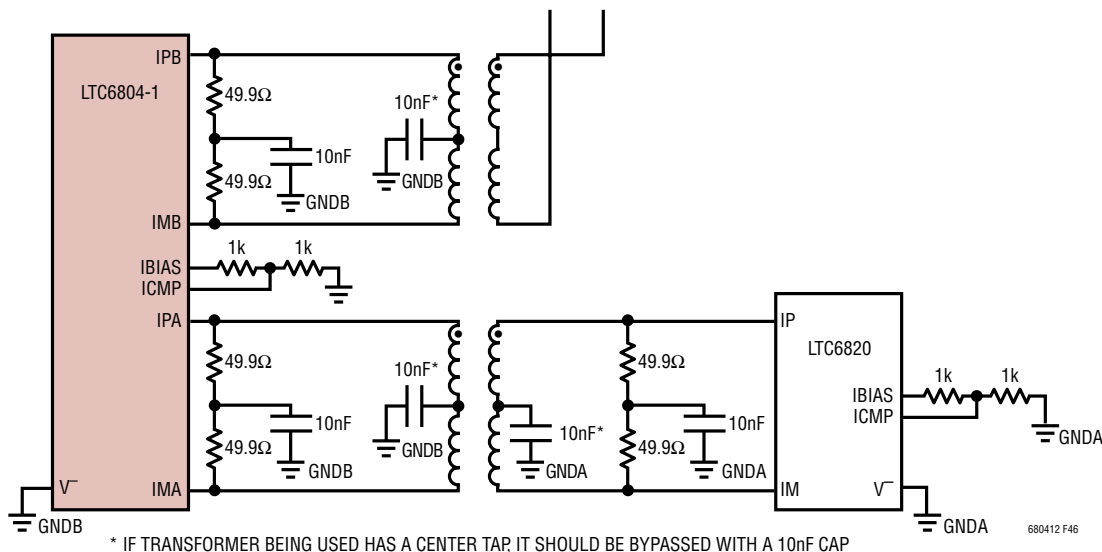 IPB
LTC6804-1
49.9Ω
10nF*
10nF
49.9Ω
GNDB
GNDB
IMB
1k
1k
IBIAS
ICMP
IPA
IP
LTC6820
49.9Ω
10nF*
49.9Ω
1k
1k
IBIAS
ICMP
10nF
10nF*
10nF
49.9Ω
GNDB
49.9Ω
GNDA
GNDB
GNDA
GNDA
V–
IMA
IM
V–
GNDB
GNDA
680412 F46
* IF TRANSFORMER BEING USED HAS A CENTER TAP, IT SHOULD BE BYPASSED WITH A 10nF CAP